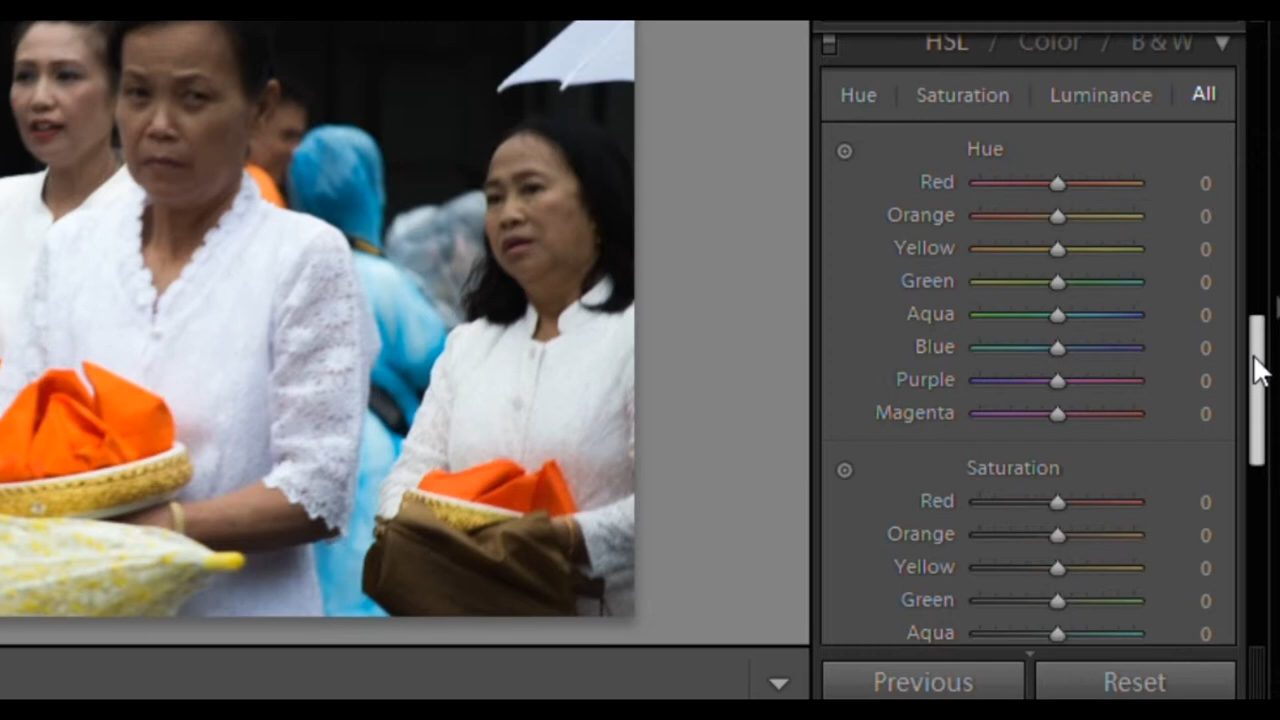 HSL / Color / B & W
Hue | Saturation | Luminance | All
Hue
Red 0
Orange 0
Yellow 0
Green 0
Aqua 0
Blue 0
Purple 0
Magenta 0
Saturation
Red 0
Orange 0
Yellow 0
Green 0
Aqua 0
Previous Reset